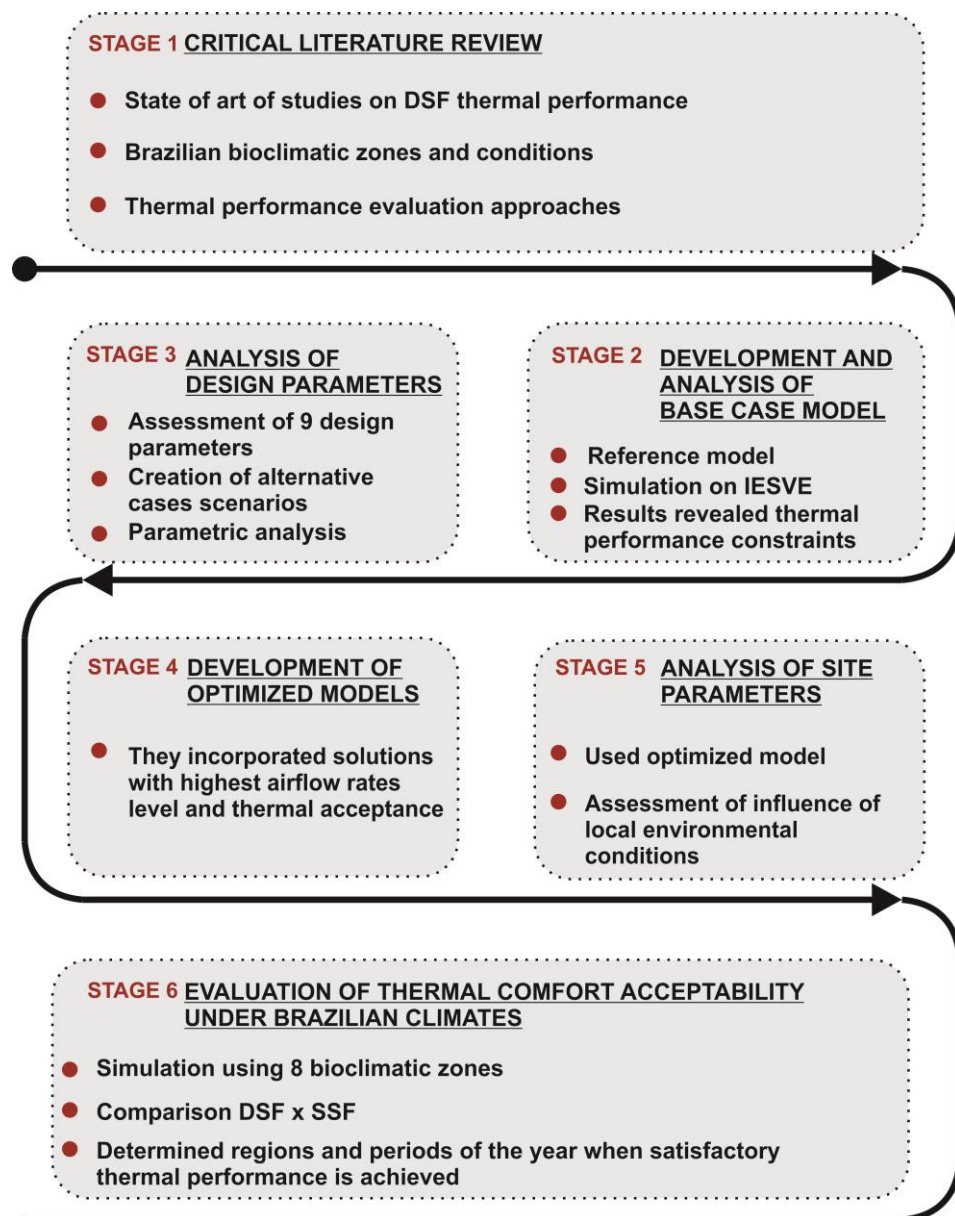 STAGE 1 CRITICAL LITERATURE REVIEW
State of art of studies on DSF thermal performance
Brazilian bioclimatic zones and conditions
Thermal performance evaluation approaches
STAGE 2 DEVELOPMENT AND
ANALYSIS OF
BASE CASE MODEL
Reference model
Simulation on IESVE
Results revealed thermal
performance constraints
STAGE 3 ANALYSIS OF
DESIGN PARAMETERS
Assessment of 9 design
parameters
Creation of alternative
cases scenarios
Parametric analysis
STAGE 4 DEVELOPMENT OF
OPTIMIZED MODELS
They incorporated solutions
with highest airflow rates
level and thermal acceptance
STAGE 5 ANALYSIS OF SITE
PARAMETERS
Used optimized model
Assessment of influence of
local environmental
conditions
STAGE 6 EVALUATION OF THERMAL COMFORT ACCEPTABILITY
UNDER BRAZILIAN CLIMATES
Simulation using 8 bioclimatic zones
Comparison DSF x SSF
Determined regions and periods of the year when satisfactory
thermal performance is achieved